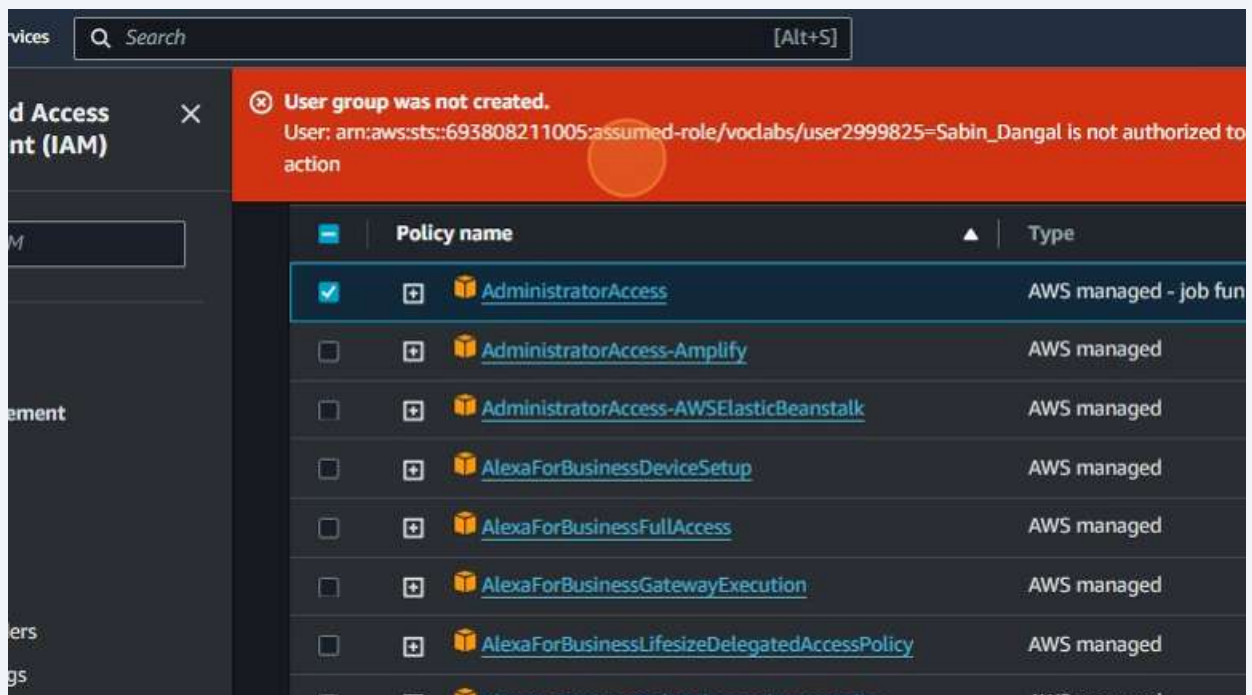 rvices Search [Alt+S]
d Access
nt (IAM)
User group was not created.
User: arn:aws:sts::693808211005:assumed-role/voclabs/user2999825=Sabin_Dangal is not authorized to
action
M
Policy name Type
AdministratorAccess AWS managed - job fun
AdministratorAccess-Amplify AWS managed
AdministratorAccess-AWSElasticBeanstalk AWS managed
ement
AlexaForBusinessDeviceSetup AWS managed
AlexaForBusinessFullAccess AWS managed
AlexaForBusinessGatewayExecution AWS managed
ders
AlexaForBusinessLifesizeDelegatedAccessPolicy AWS managed
gs